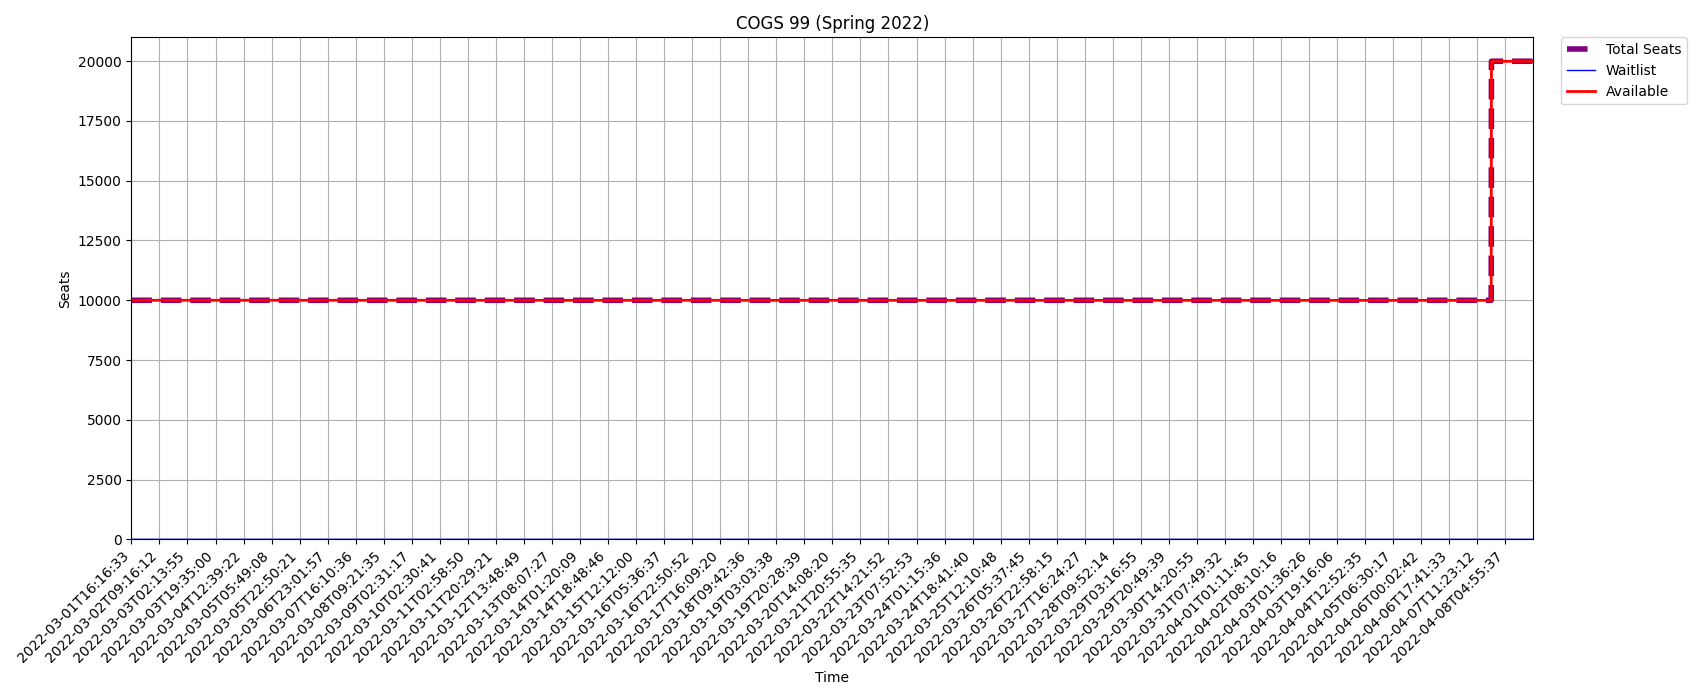 COGS 99 (Spring 2022)
Total Seats
Waitlist
Available
20000
17500
15000
12500
10000
7500
5000
2500
0
Seats
2022-03-01T16:16:33
2022-03-02T09:16:12
2022-03-03T02:13:55
2022-03-03T19:35:00
2022-03-04T12:39:22
2022-03-05T05:49:08
2022-03-05T22:50:21
2022-03-06T23:01:57
2022-03-07T16:10:36
2022-03-08T09:21:35
2022-03-09T02:31:17
2022-03-10T02:30:41
2022-03-11T02:58:50
2022-03-11T20:29:21
2022-03-12T13:48:49
2022-03-13T08:07:27
2022-03-14T01:20:09
2022-03-14T18:48:46
2022-03-15T12:12:00
2022-03-16T05:36:37
2022-03-16T22:50:52
2022-03-17T16:09:20
2022-03-18T09:42:36
2022-03-19T03:03:38
2022-03-19T20:28:39
2022-03-20T14:08:20
2022-03-21T20:55:35
2022-03-22T14:21:52
2022-03-23T07:52:53
2022-03-24T01:15:36
2022-03-24T18:41:40
2022-03-25T12:10:48
2022-03-26T05:37:45
2022-03-26T22:58:15
2022-03-27T16:24:27
2022-03-28T09:52:14
2022-03-29T03:16:55
2022-03-29T20:49:39
2022-03-30T14:20:55
2022-03-31T07:49:32
2022-04-01T01:11:45
2022-04-02T08:10:16
2022-04-03T01:36:26
2022-04-03T19:16:06
2022-04-04T12:52:35
2022-04-05T06:30:17
2022-04-06T00:02:42
2022-04-06T17:41:33
2022-04-07T11:23:12
2022-04-08T04:55:37
Time